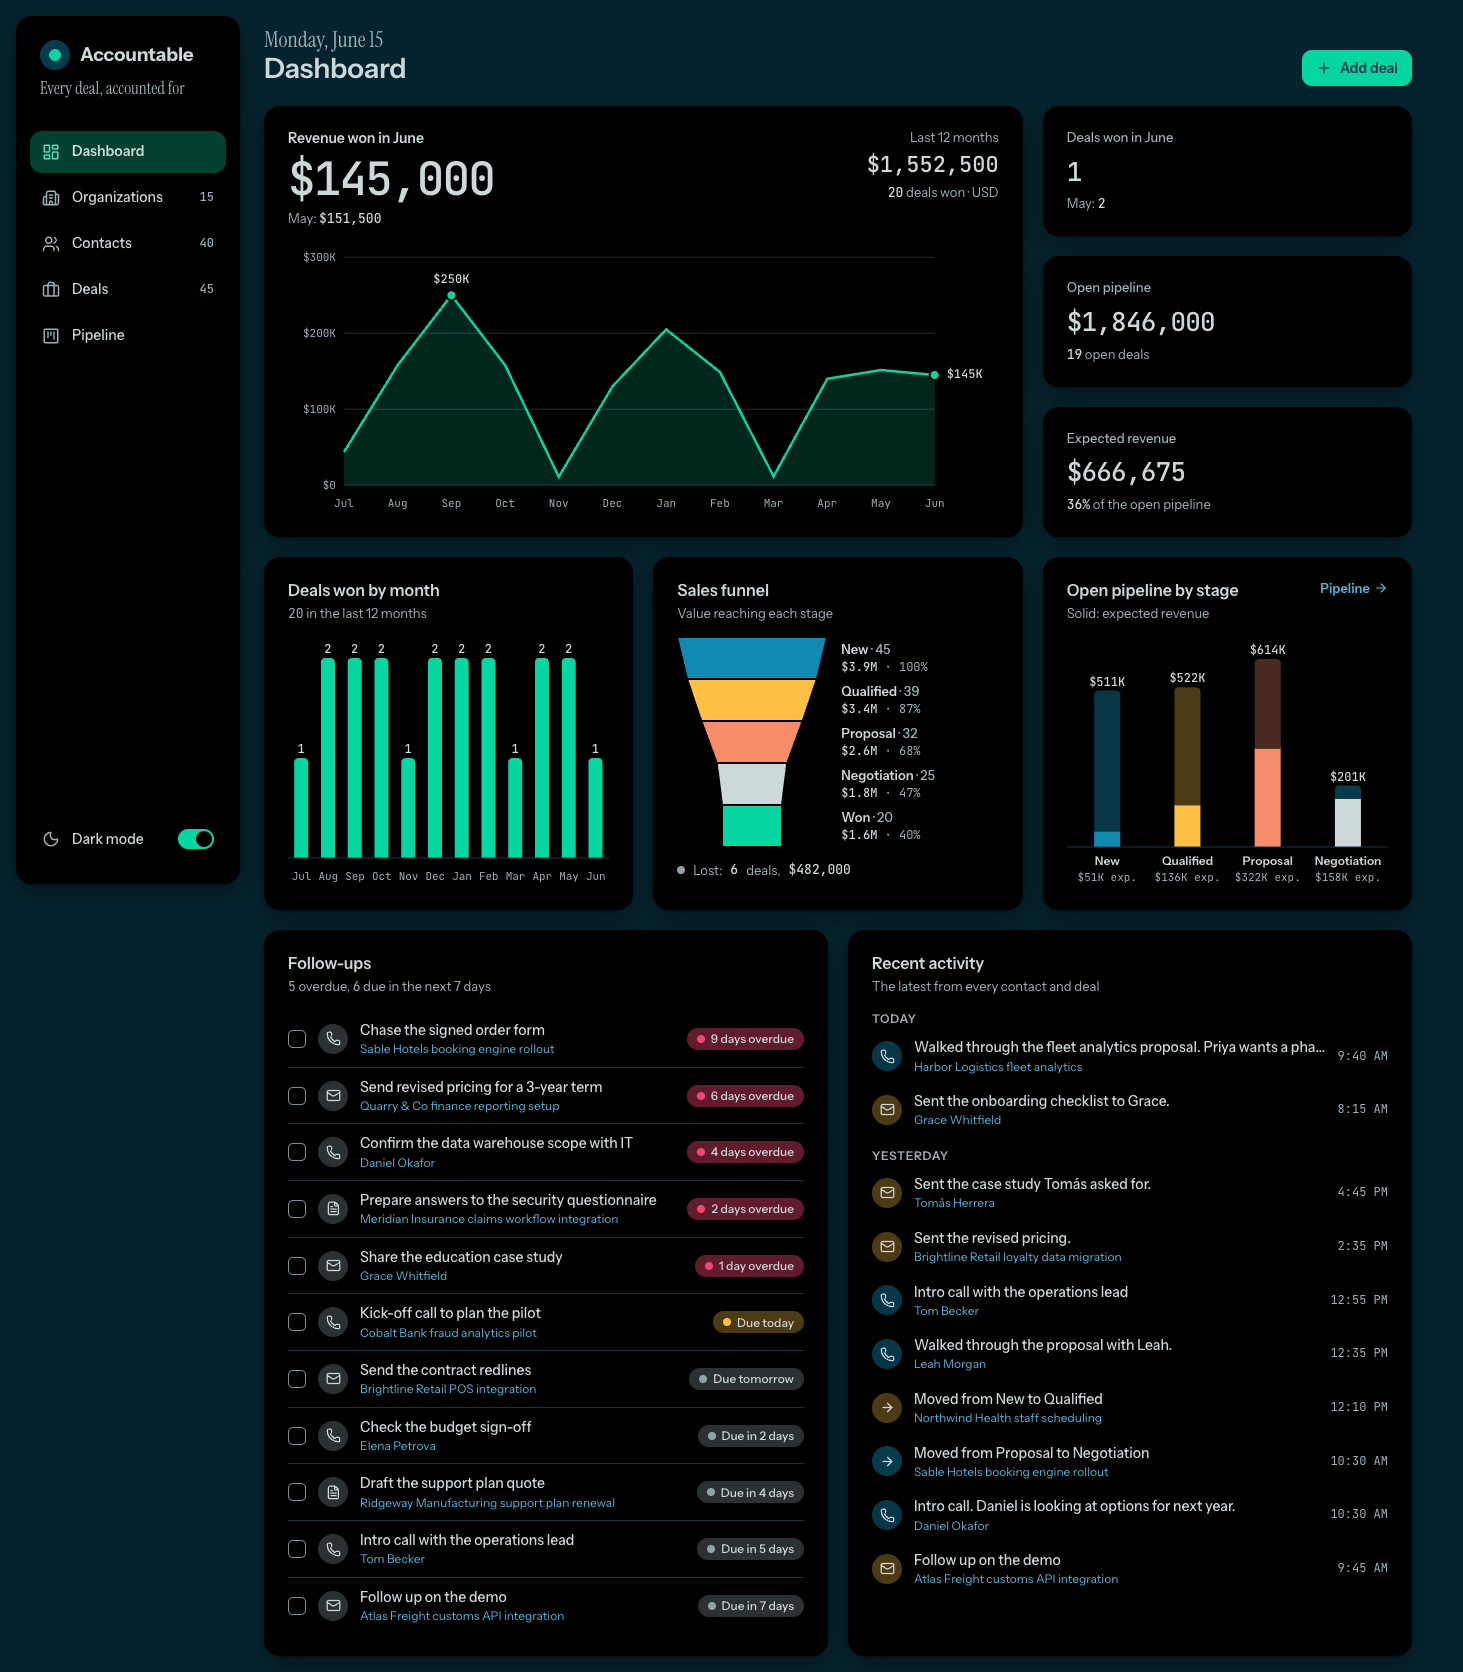 Accountable
Every deal, accounted for
Dashboard
Organizations 15
Contacts 40
Deals 45
Pipeline
Dark mode
Monday, June 15
Dashboard
Add deal
Revenue won in June
$145,000
May: $151,500
Last 12 months
$1,552,500
20 deals won · USD
$300K
$200K
$100K
$0
$250K
$145K
Jul Aug Sep Oct Nov Dec Jan Feb Mar Apr May Jun
Deals won in June
1
May: 2
Open pipeline
$1,846,000
19 open deals
Expected revenue
$666,675
36% of the open pipeline
Deals won by month
20 in the last 12 months
1 2 2 2 1 2 2 2 1 2 2 1
Jul Aug Sep Oct Nov Dec Jan Feb Mar Apr May Jun
Sales funnel
Value reaching each stage
New · 45
$3.9M · 100%
Qualified · 39
$3.4M · 87%
Proposal · 32
$2.6M · 68%
Negotiation · 25
$1.8M · 47%
Won · 20
$1.6M · 40%
Lost: 6 deals, $482,000
Open pipeline by stage
Pipeline →
Solid: expected revenue
$511K $522K $614K $201K
New Qualified Proposal Negotiation
$51K exp. $136K exp. $322K exp. $158K exp.
Follow-ups
5 overdue, 6 due in the next 7 days
Chase the signed order form
Sable Hotels booking engine rollout
9 days overdue
Send revised pricing for a 3-year term
Quarry & Co finance reporting setup
6 days overdue
Confirm the data warehouse scope with IT
Daniel Okafor
4 days overdue
Prepare answers to the security questionnaire
Meridian Insurance claims workflow integration
2 days overdue
Share the education case study
Grace Whitfield
1 day overdue
Kick-off call to plan the pilot
Cobalt Bank fraud analytics pilot
Due today
Send the contract redlines
Brightline Retail POS integration
Due tomorrow
Check the budget sign-off
Elena Petrova
Due in 2 days
Draft the support plan quote
Ridgeway Manufacturing support plan renewal
Due in 4 days
Intro call with the operations lead
Tom Becker
Due in 5 days
Follow up on the demo
Atlas Freight customs API integration
Due in 7 days
Recent activity
The latest from every contact and deal
TODAY
Walked through the fleet analytics proposal. Priya wants a pha...
Harbor Logistics fleet analytics
9:40 AM
Sent the onboarding checklist to Grace.
Grace Whitfield
8:15 AM
YESTERDAY
Sent the case study Tomás asked for.
Tomás Herrera
4:45 PM
Sent the revised pricing.
Brightline Retail loyalty data migration
2:35 PM
Intro call with the operations lead
Tom Becker
12:55 PM
Walked through the proposal with Leah.
Leah Morgan
12:35 PM
Moved from New to Qualified
Northwind Health staff scheduling
12:10 PM
Moved from Proposal to Negotiation
Sable Hotels booking engine rollout
10:30 AM
Intro call. Daniel is looking at options for next year.
Daniel Okafor
10:30 AM
Follow up on the demo
Atlas Freight customs API integration
9:45 AM